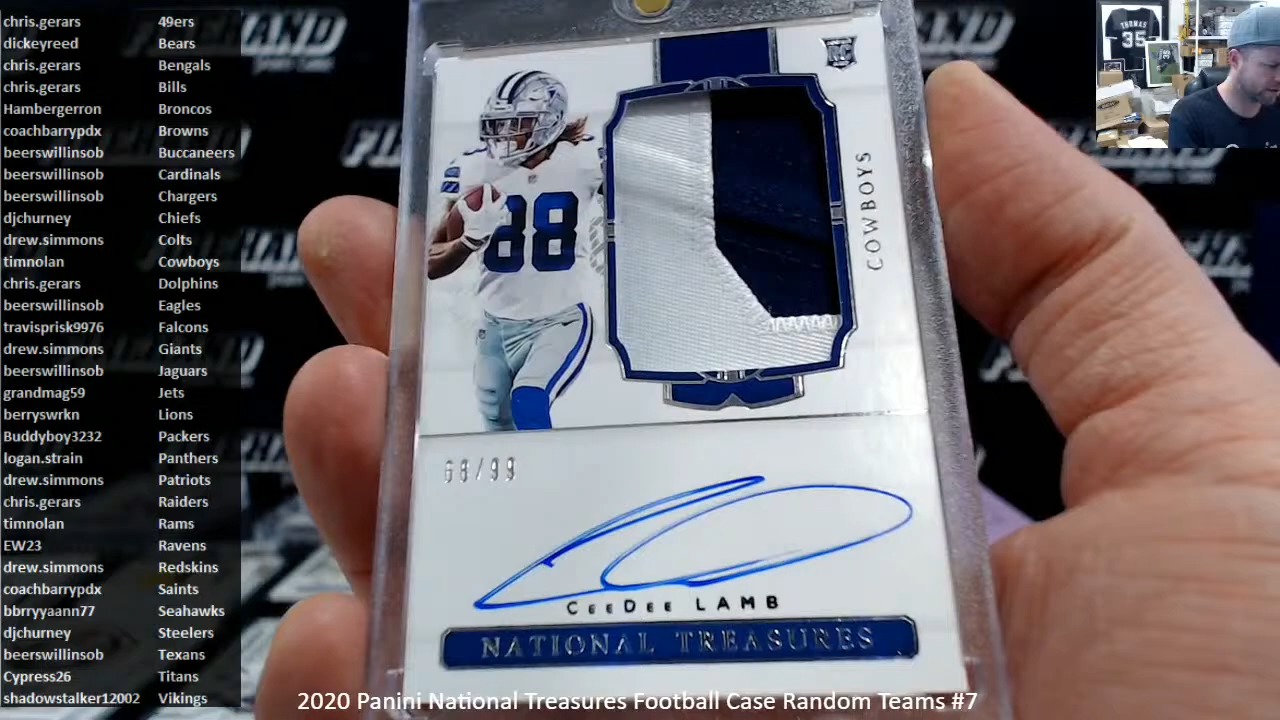 chris.gerars 49ers
dickeyreed Bears
chris.gerars Bengals
chris.gerars Bills
Hambergerron Broncos
coachbarrypdx Browns
beerswillinsob Buccaneers
beerswillinsob Cardinals
beerswillinsob Chargers
djchurney Chiefs
drew.simmons Colts
timnolan Cowboys
chris.gerars Dolphins
beerswillinsob Eagles
travisprisk9976 Falcons
drew.simmons Giants
beerswillinsob Jaguars
grandmag59 Jets
berryswrkn Lions
Buddyboy3232 Packers
logan.strain Panthers
drew.simmons Patriots
chris.gerars Raiders
timnolan Rams
EW23 Ravens
drew.simmons Redskins
coachbarrypdx Saints
bbrryyaann77 Seahawks
djchurney Steelers
beerswillinsob Texans
Cypress26 Titans
shadowstalker12002 Vikings
RC
88
COWBOYS
68/99
CEEDEE LAMB
NATIONAL TREASURES
THOMAS
35
2020 Panini National Treasures Football Case Random Teams #7